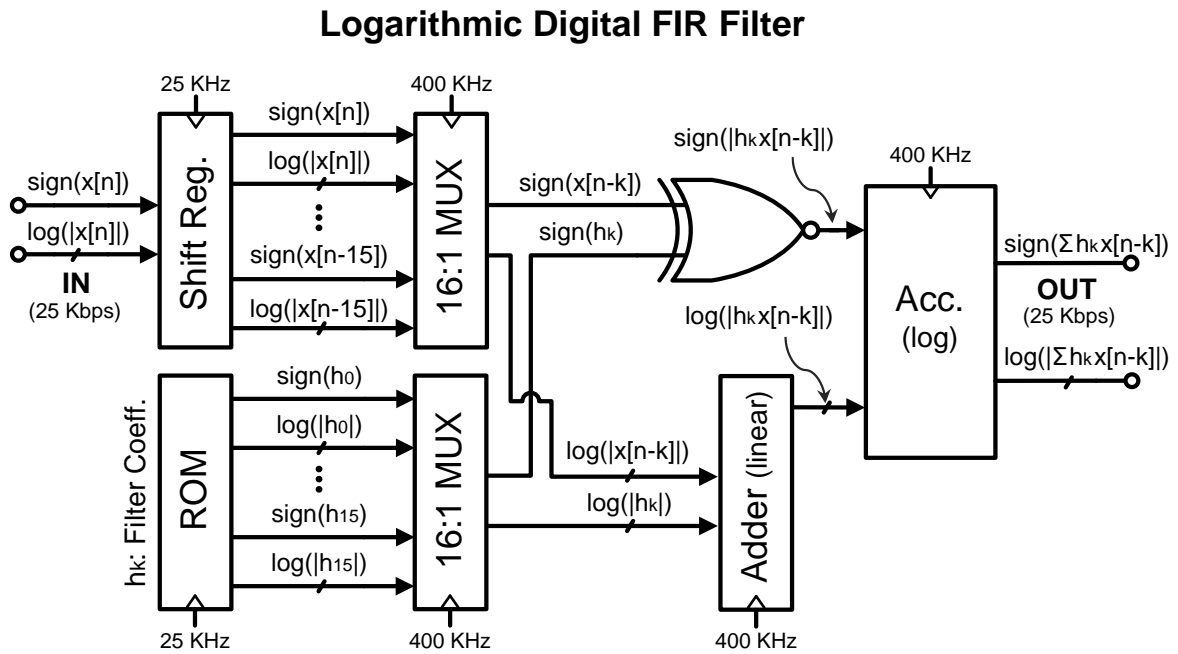 Logarithmic Digital FIR Filter
25 KHz
400 KHz
sign(x[n])
log(|x[n]|)
IN
(25 Kbps)
Shift Reg.
sign(x[n])
log(|x[n]|)
sign(x[n-15])
log(|x[n-15]|)
16:1 MUX
sign(x[n-k])
sign(hk)
sign(|hkx[n-k]|)
400 KHz
log(|hkx[n-k]|)
Acc.
(log)
sign(Σhkx[n-k])
OUT
(25 Kbps)
log(|Σhkx[n-k]|)
hk: Filter Coeff.
ROM
sign(h0)
log(|h0|)
sign(h15)
log(|h15|)
16:1 MUX
log(|x[n-k]|)
log(|hk|)
Adder (linear)
25 KHz
400 KHz
400 KHz